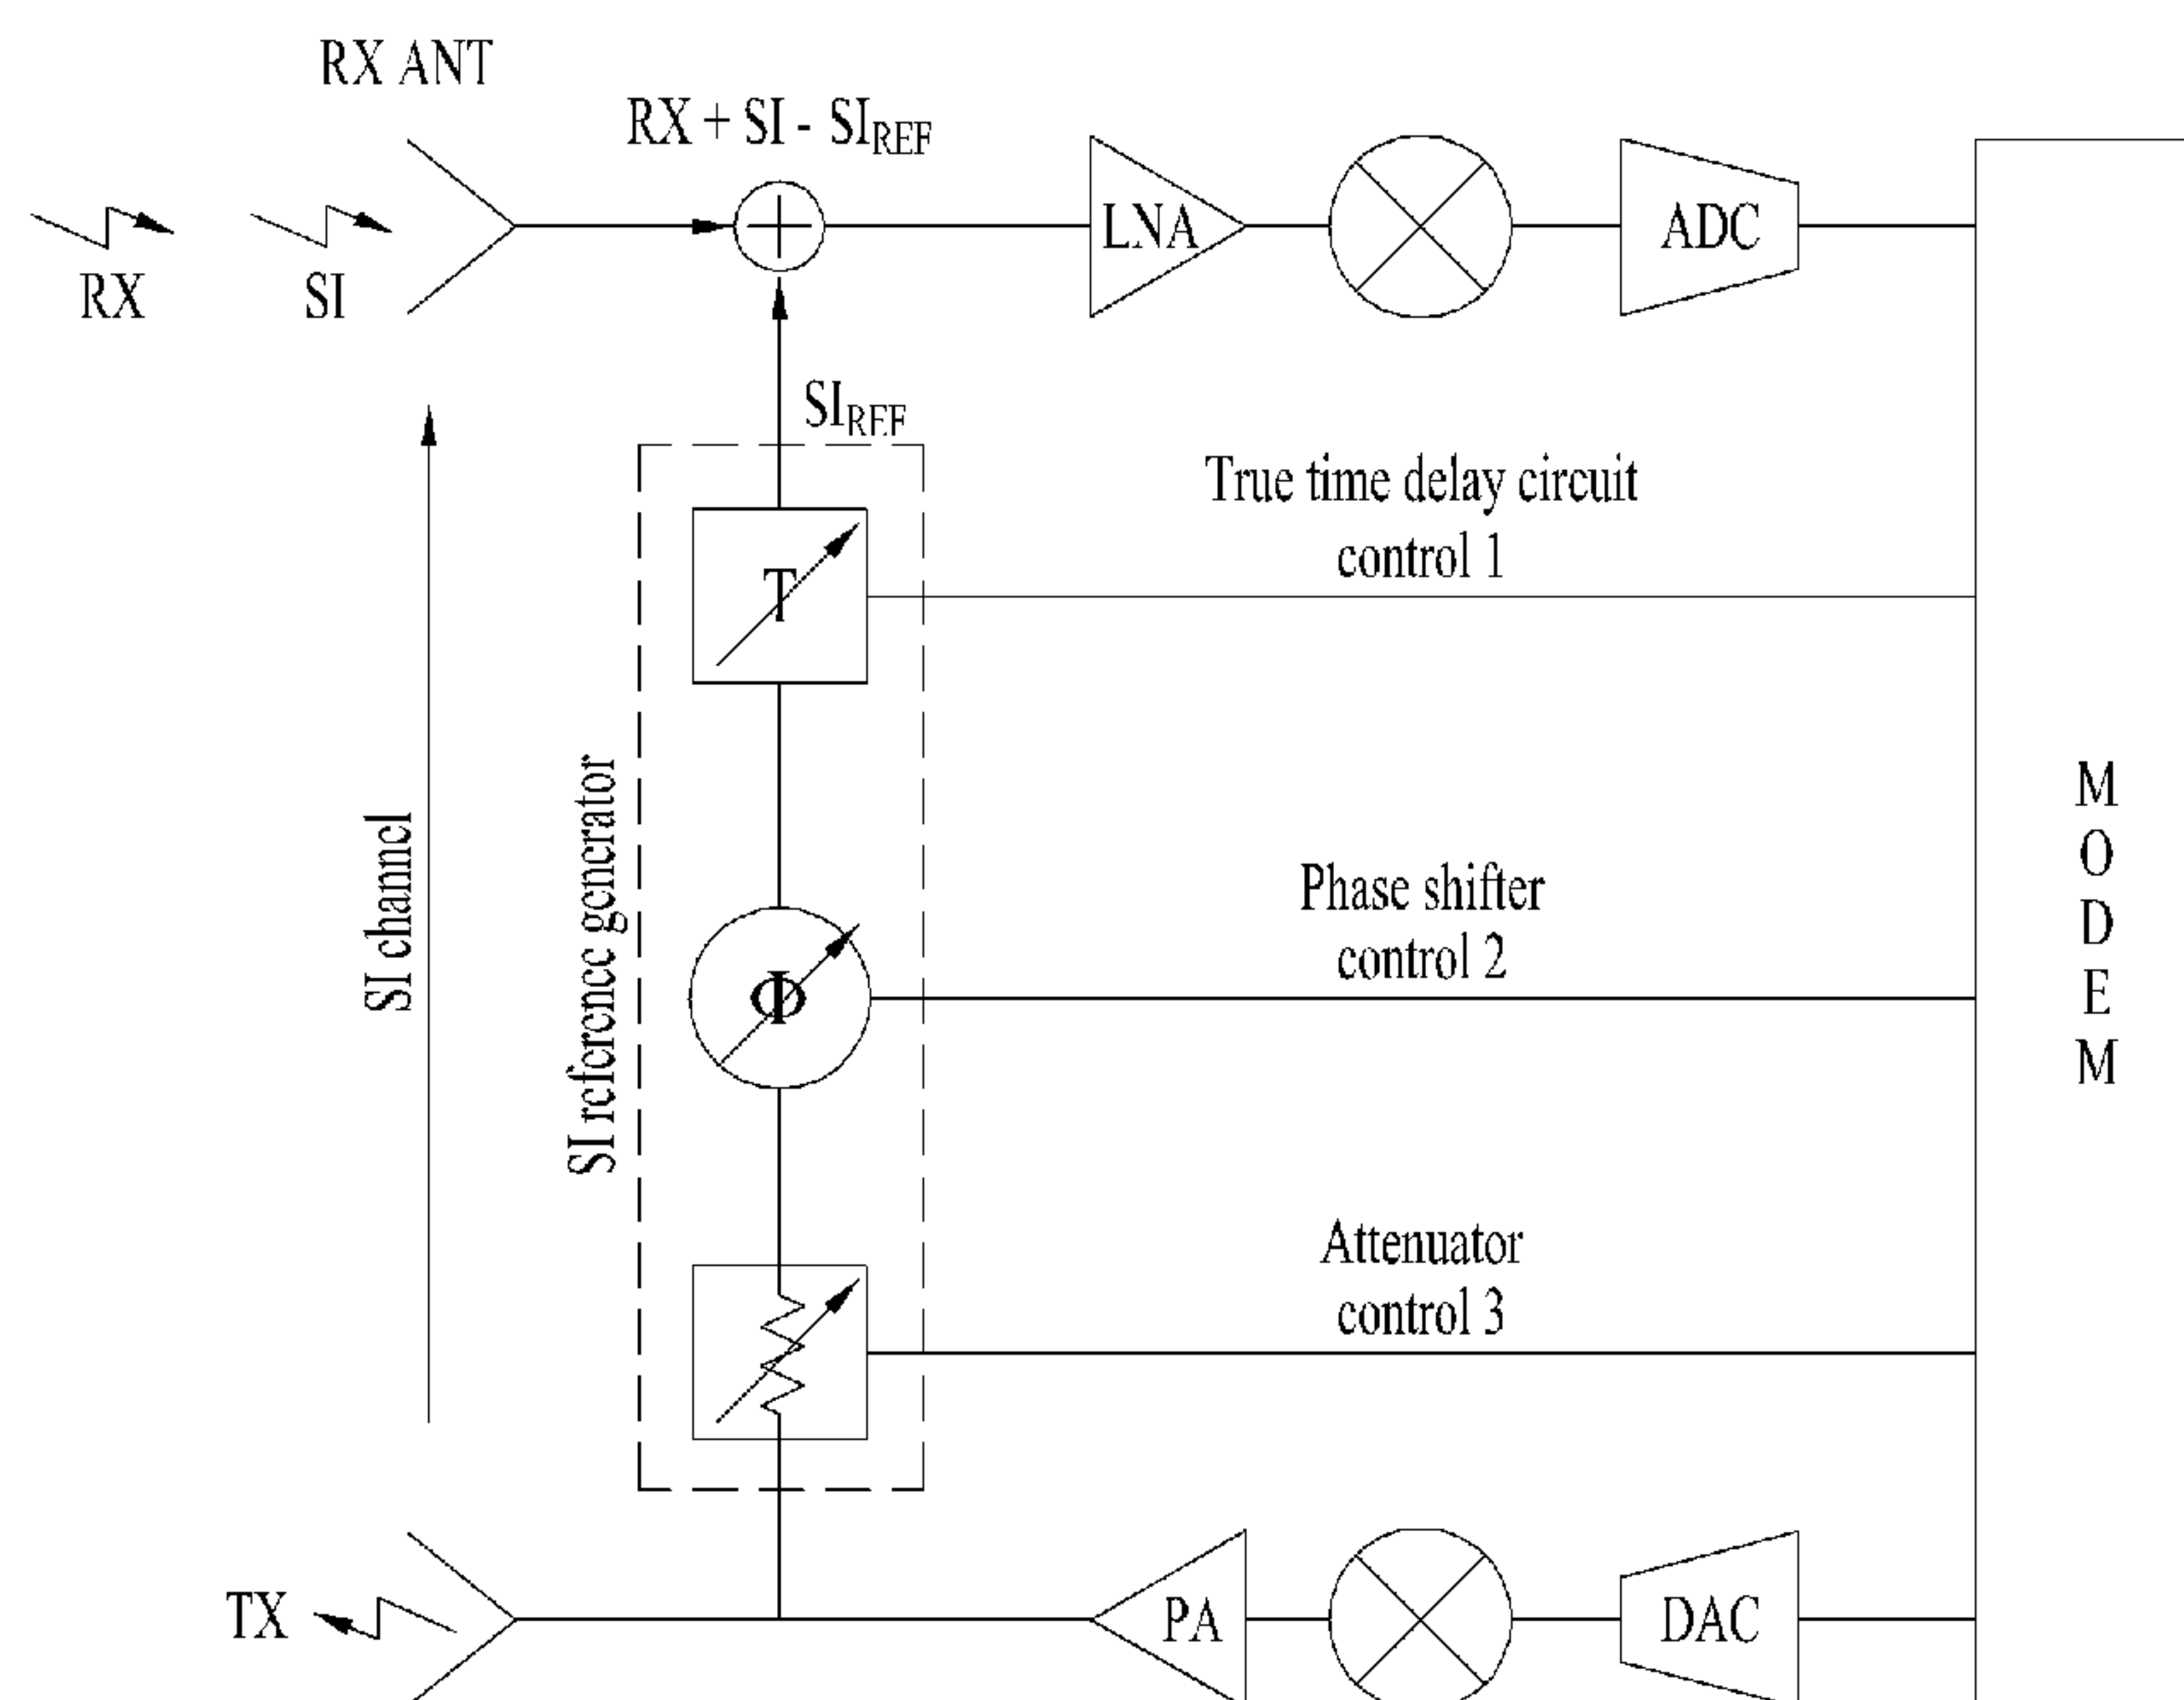 RX ANT
RX + SI - SI_REF
RX
SI
LNA
ADC
SI_REF
True time delay circuit
control 1
T
SI channel
SI reference generator
Phase shifter
control 2
Φ
M
O
D
E
M
Attenuator
control 3
TX
PA
DAC